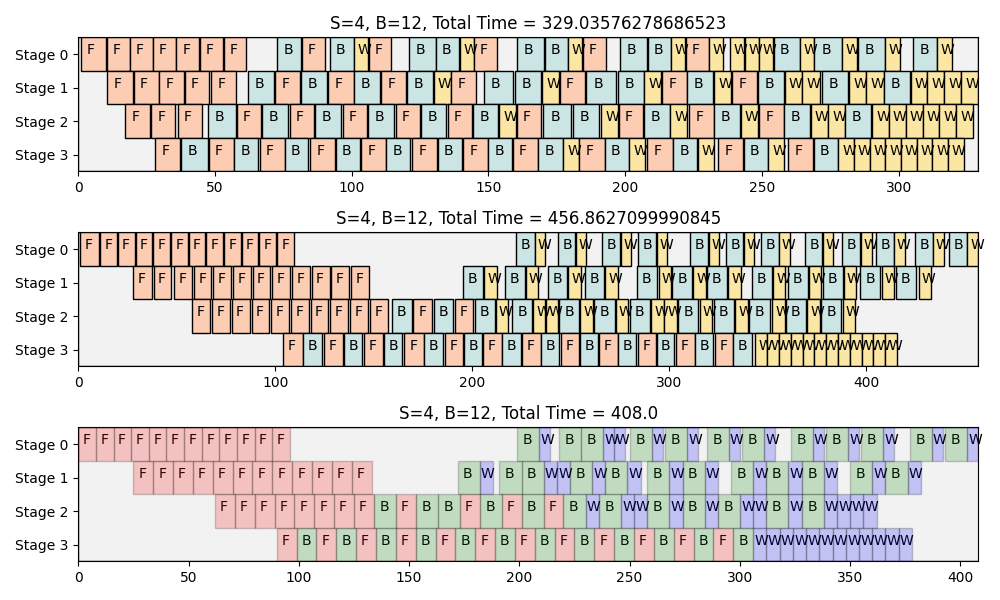 S=4, B=12, Total Time = 329.03576278686523
Stage 0 F F F F F F F B F B W F B B W F B B W F B B W F W W W W B W B W B W B W
Stage 1 F F F F F B F B F B F B W F B B W F B B W F B W F B W W B W W B W W W W
Stage 2 F F F B F B F B F B F B F B W F B B W F B W F B W F B W W B W W W W W W
Stage 3 F B F B F B F B F B F B F B F B W F B W F B W F B W F B W W W W W W W W
0 50 100 150 200 250 300
S=4, B=12, Total Time = 456.8627099990845
Stage 0 F F F F F F F F F F F F B W B W B W B W B W B W B W B W B W B W B W B W
Stage 1 F F F F F F F F F F F F B W B W B W B W B W B W B W B W B W B W B W B W
Stage 2 F F F F F F F F F F B F B F B W B W W B W B W B W W B W B W B W B W B W
Stage 3 F B F B F B F B F B F B F B F B F B F B F B F B W W W W W W W W W W W W
0 100 200 300 400
S=4, B=12, Total Time = 408.0
Stage 0 F F F F F F F F F F F F B W B B W W B W B W B W B W B W B W B W B W B W
Stage 1 F F F F F F F F F F F F B W B B W W B W B W B W B W B W B W B W B W B W
Stage 2 F F F F F F F F B F B B F B F B F B W B W W B W B W B W W B W B W W W W
Stage 3 F B F B F B F B F B F B F B F B F B F B F B F B W W W W W W W W W W W W
0 50 100 150 200 250 300 350 400